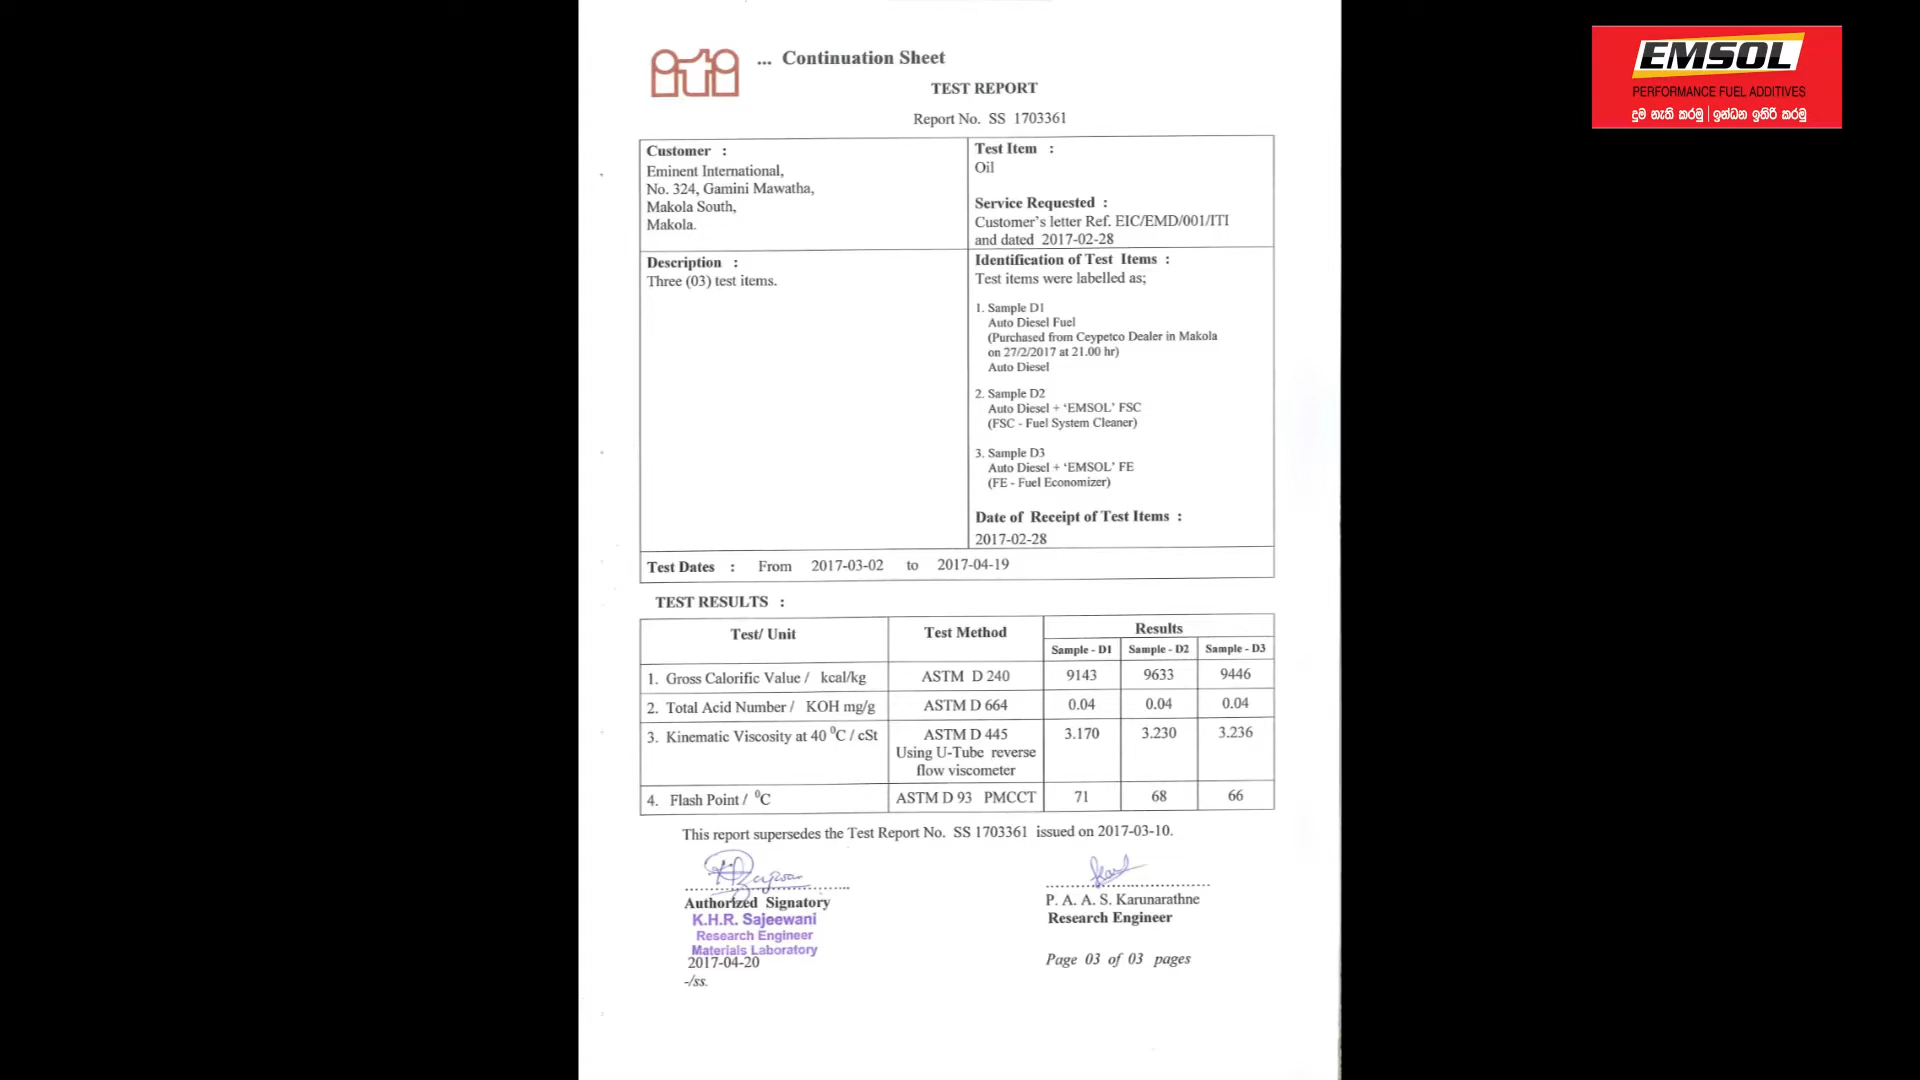 iti
... Continuation Sheet
TEST REPORT
Report No. SS 1703361
Customer :
Eminent International,
No. 324, Gamini Mawatha,
Makola South,
Makola.
Test Item :
Oil
Service Requested :
Customer's letter Ref. EIC/EMD/001/ITI
and dated 2017-02-28
Description :
Three (03) test items.
Identification of Test Items :
Test items were labelled as;
1. Sample D1
Auto Diesel Fuel
(Purchased from Ceypetco Dealer in Makola
on 27/2/2017 at 21.00 hr)
Auto Diesel
2. Sample D2
Auto Diesel + 'EMSOL' FSC
(FSC - Fuel System Cleaner)
3. Sample D3
Auto Diesel + 'EMSOL' FE
(FE - Fuel Economizer)
Date of Receipt of Test Items :
2017-02-28
Test Dates : From 2017-03-02 to 2017-04-19
TEST RESULTS :
Test/ Unit Test Method Results
Sample - D1 Sample - D2 Sample - D3
1. Gross Calorific Value / kcal/kg ASTM D 240 9143 9633 9446
2. Total Acid Number / KOH mg/g ASTM D 664 0.04 0.04 0.04
3. Kinematic Viscosity at 40 ⁰C / cSt ASTM D 445 3.170 3.230 3.236
Using U-Tube reverse
flow viscometer
4. Flash Point / ⁰C ASTM D 93 PMCCT 71 68 66
This report supersedes the Test Report No. SS 1703361 issued on 2017-03-10.
Authorized Signatory
K.H.R. Sajeewani
Research Engineer
Materials Laboratory
2017-04-20
-/ss.
P. A. A. S. Karunarathne
Research Engineer
Page 03 of 03 pages
EMSOL
PERFORMANCE FUEL ADDITIVES
දුම නැති කරමු | ඉන්ධන ඉතිරි කරමු